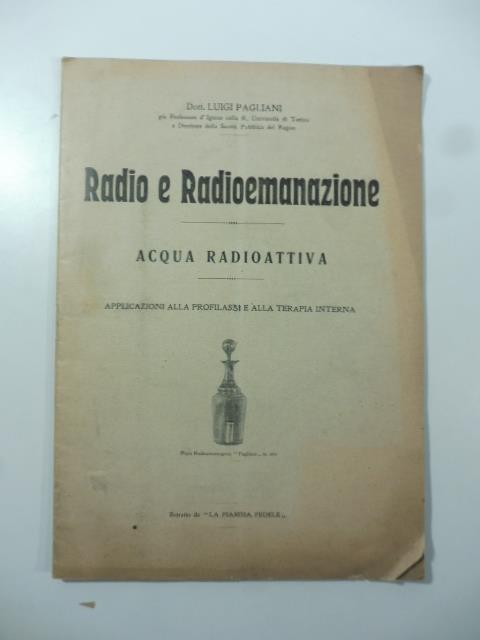 Dott. LUIGI PAGLIANI
già Professore d'Igiene nella R. Università di Torino
e Direttore della Sanità Pubblica del Regno
Radio e Radioemanazione
ACQUA RADIOATTIVA
APPLICAZIONI ALLA PROFILASSI E ALLA TERAPIA INTERNA
"Pagliani"
Estratto da "LA FIAMMA FEDELE"